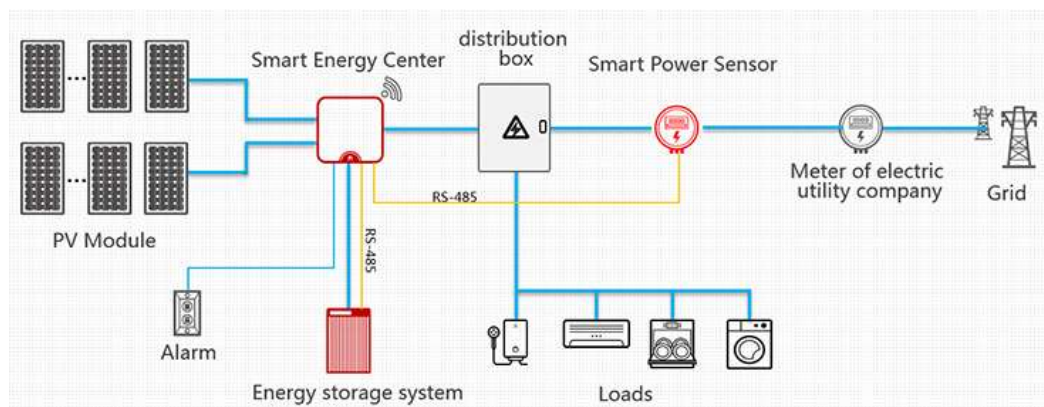 distribution
box
Smart Energy Center
Smart Power Sensor
Meter of electric
utility company
Grid
RS-485
RS-485
PV Module
Alarm
Energy storage system
Loads